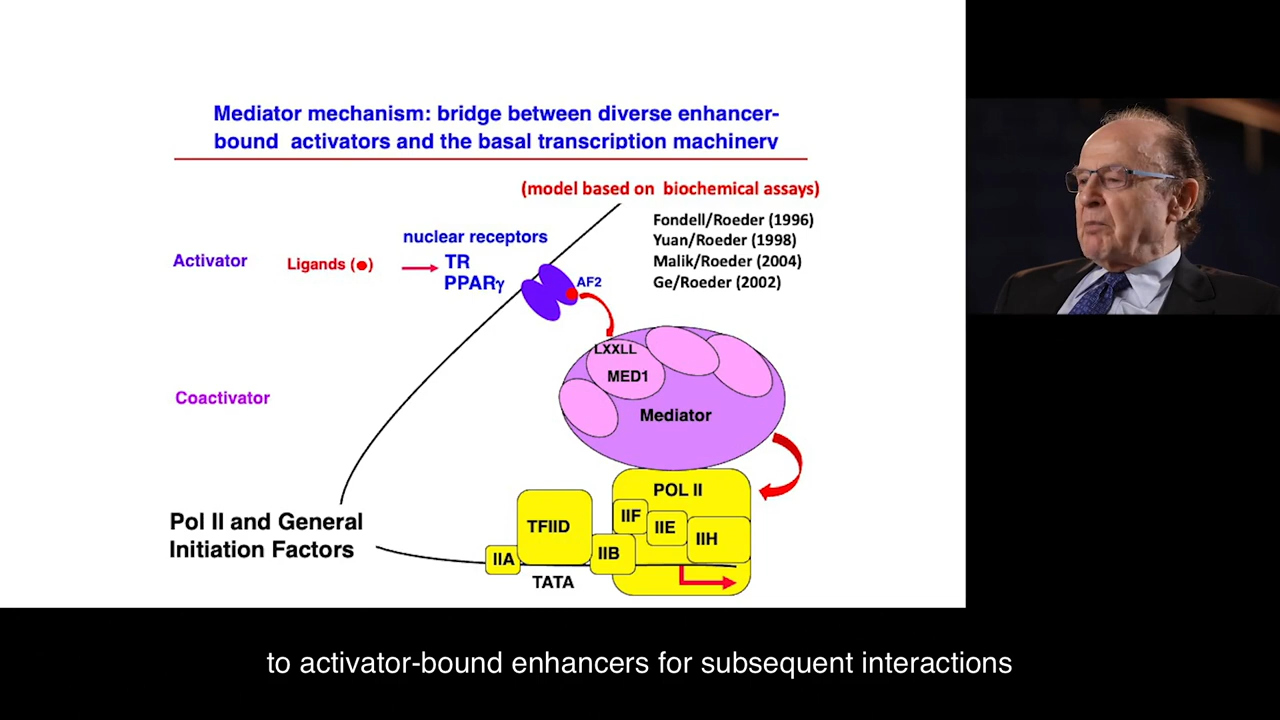 Mediator mechanism: bridge between diverse enhancer-
bound activators and the basal transcription machinery
(model based on biochemical assays)
Fondell/Roeder (1996)
Yuan/Roeder (1998)
Malik/Roeder (2004)
Ge/Roeder (2002)
nuclear receptors
Activator
Ligands (●)
TR
PPARγ
AF2
LXXLL
MED1
Coactivator
Mediator
POL II
Pol II and General
Initiation Factors
TFIID
IIF
IIE
IIH
IIA
IIB
TATA
to activator-bound enhancers for subsequent interactions